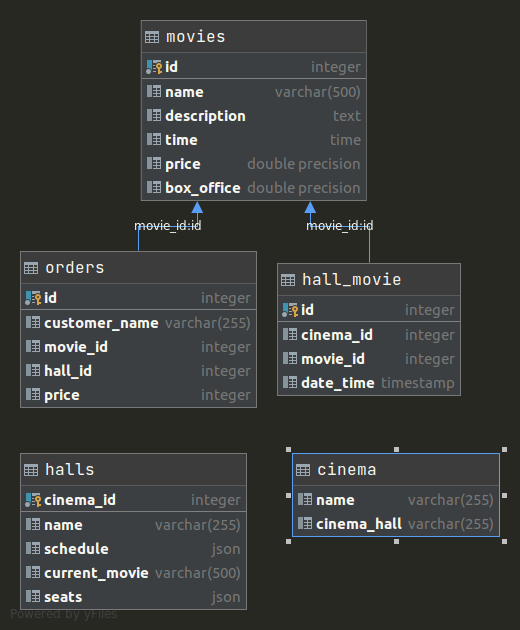 movies
id integer
name varchar(500)
description text
time time
price double precision
box_office double precision
movie_id:id
movie_id:id
orders
id integer
customer_name varchar(255)
movie_id integer
hall_id integer
price integer
hall_movie
id integer
cinema_id integer
movie_id integer
date_time timestamp
halls
cinema_id integer
name varchar(255)
schedule json
current_movie varchar(500)
seats json
cinema
name varchar(255)
cinema_hall varchar(255)
Powered by yFiles